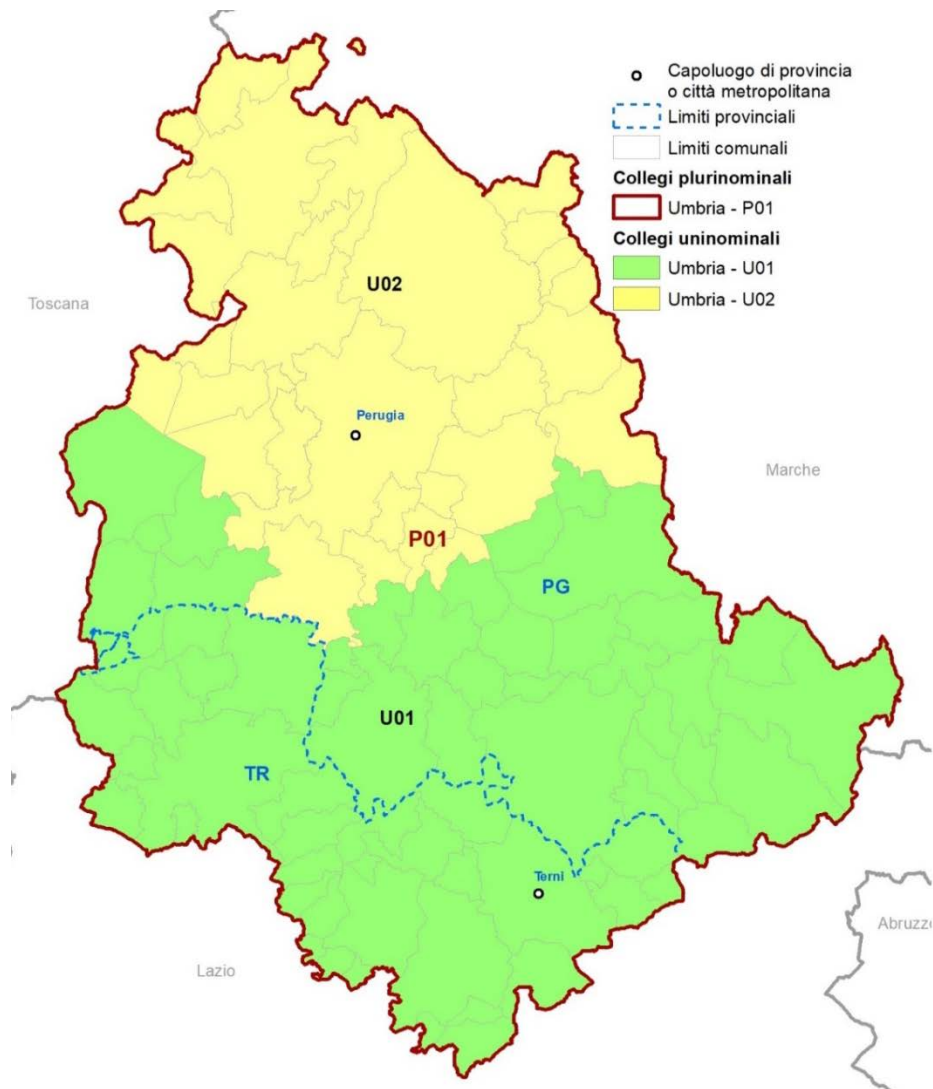 Capoluogo di provincia
o città metropolitana
Limiti provinciali
Limiti comunali
Collegi plurinominali
Umbria - P01
Collegi uninominali
Umbria - U01
Umbria - U02
U02
Toscana
Perugia
Marche
P01
PG
U01
TR
Terni
Abruzzo
Lazio